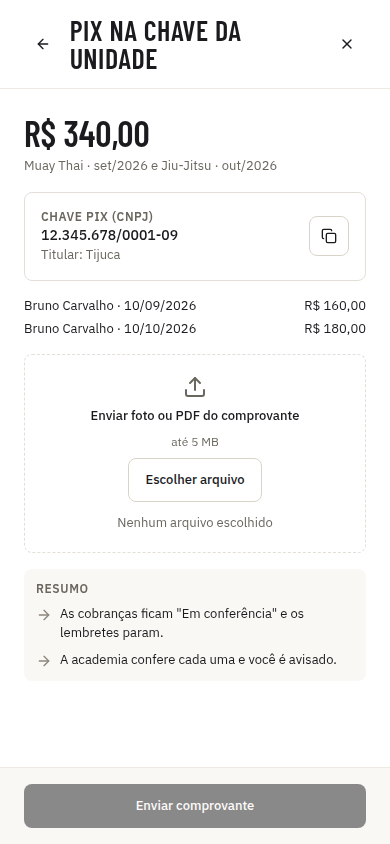 PIX NA CHAVE DA
UNIDADE
R$ 340,00
Muay Thai · set/2026 e Jiu-Jitsu · out/2026
CHAVE PIX (CNPJ)
12.345.678/0001-09
Titular: Tijuca
Bruno Carvalho · 10/09/2026 R$ 160,00
Bruno Carvalho · 10/10/2026 R$ 180,00
Enviar foto ou PDF do comprovante
até 5 MB
Escolher arquivo
Nenhum arquivo escolhido
RESUMO
As cobranças ficam "Em conferência" e os
lembretes param.
A academia confere cada uma e você é avisado.
Enviar comprovante